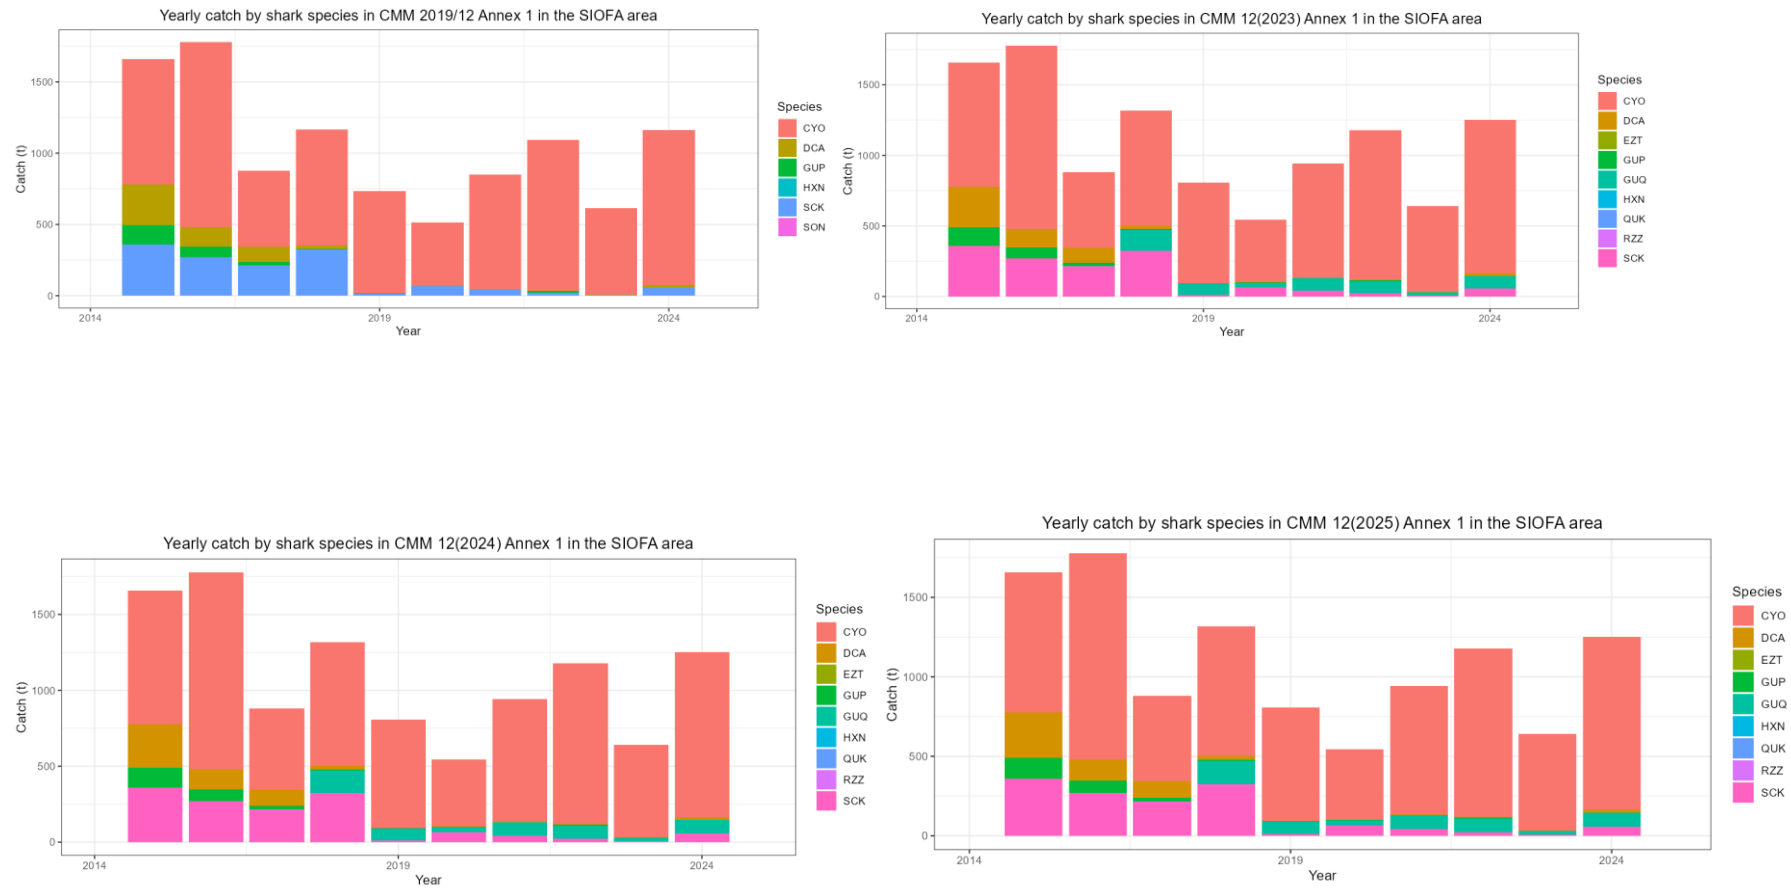 Yearly catch by shark species in CMM 2019/12 Annex 1 in the SIOFA area
1500
1000
500
0
Catch (t)
2014
2019
2024
Year
Species
CYO
DCA
GUP
HXN
SCK
SON
Yearly catch by shark species in CMM 12(2023) Annex 1 in the SIOFA area
1500
1000
500
0
Catch (t)
2014
2019
2024
Year
Species
CYO
DCA
EZT
GUP
GUQ
HXN
QUK
RZZ
SCK
Yearly catch by shark species in CMM 12(2024) Annex 1 in the SIOFA area
1500
1000
500
0
Catch (t)
2014
2019
2024
Year
Species
CYO
DCA
EZT
GUP
GUQ
HXN
QUK
RZZ
SCK
Yearly catch by shark species in CMM 12(2025) Annex 1 in the SIOFA area
1500
1000
500
0
Catch (t)
2014
2019
2024
Year
Species
CYO
DCA
EZT
GUP
GUQ
HXN
QUK
RZZ
SCK